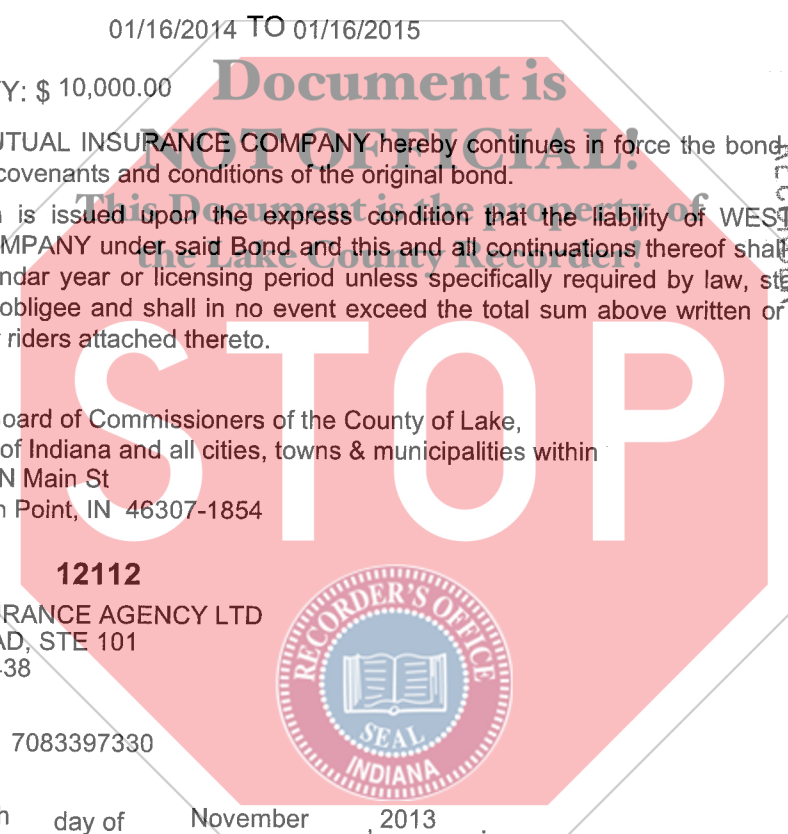 01/16/2014 TO 01/16/2015
Y: $ 10,000.00
Document is
UTUAL INSURANCE COMPANY hereby continues in force the bond
NOT OFFICIAL!
covenants and conditions of the original bond.
is issued upon the express condition that the liability of WEST
This Document is the property of
MPANY under said Bond and this and all continuations thereof shall
the Lake County Recorder!
ndar year or licensing period unless specifically required by law, st
obligee and shall in no event exceed the total sum above written or
riders attached thereto.
STOP
oard of Commissioners of the County of Lake,
of Indiana and all cities, towns & municipalities within
N Main St
n Point, IN 46307-1854
12112
RANCE AGENCY LTD
AD, STE 101
438
RECORDER'S OFFICE
SEAL
INDIANA
7083397330
h day of November , 2013